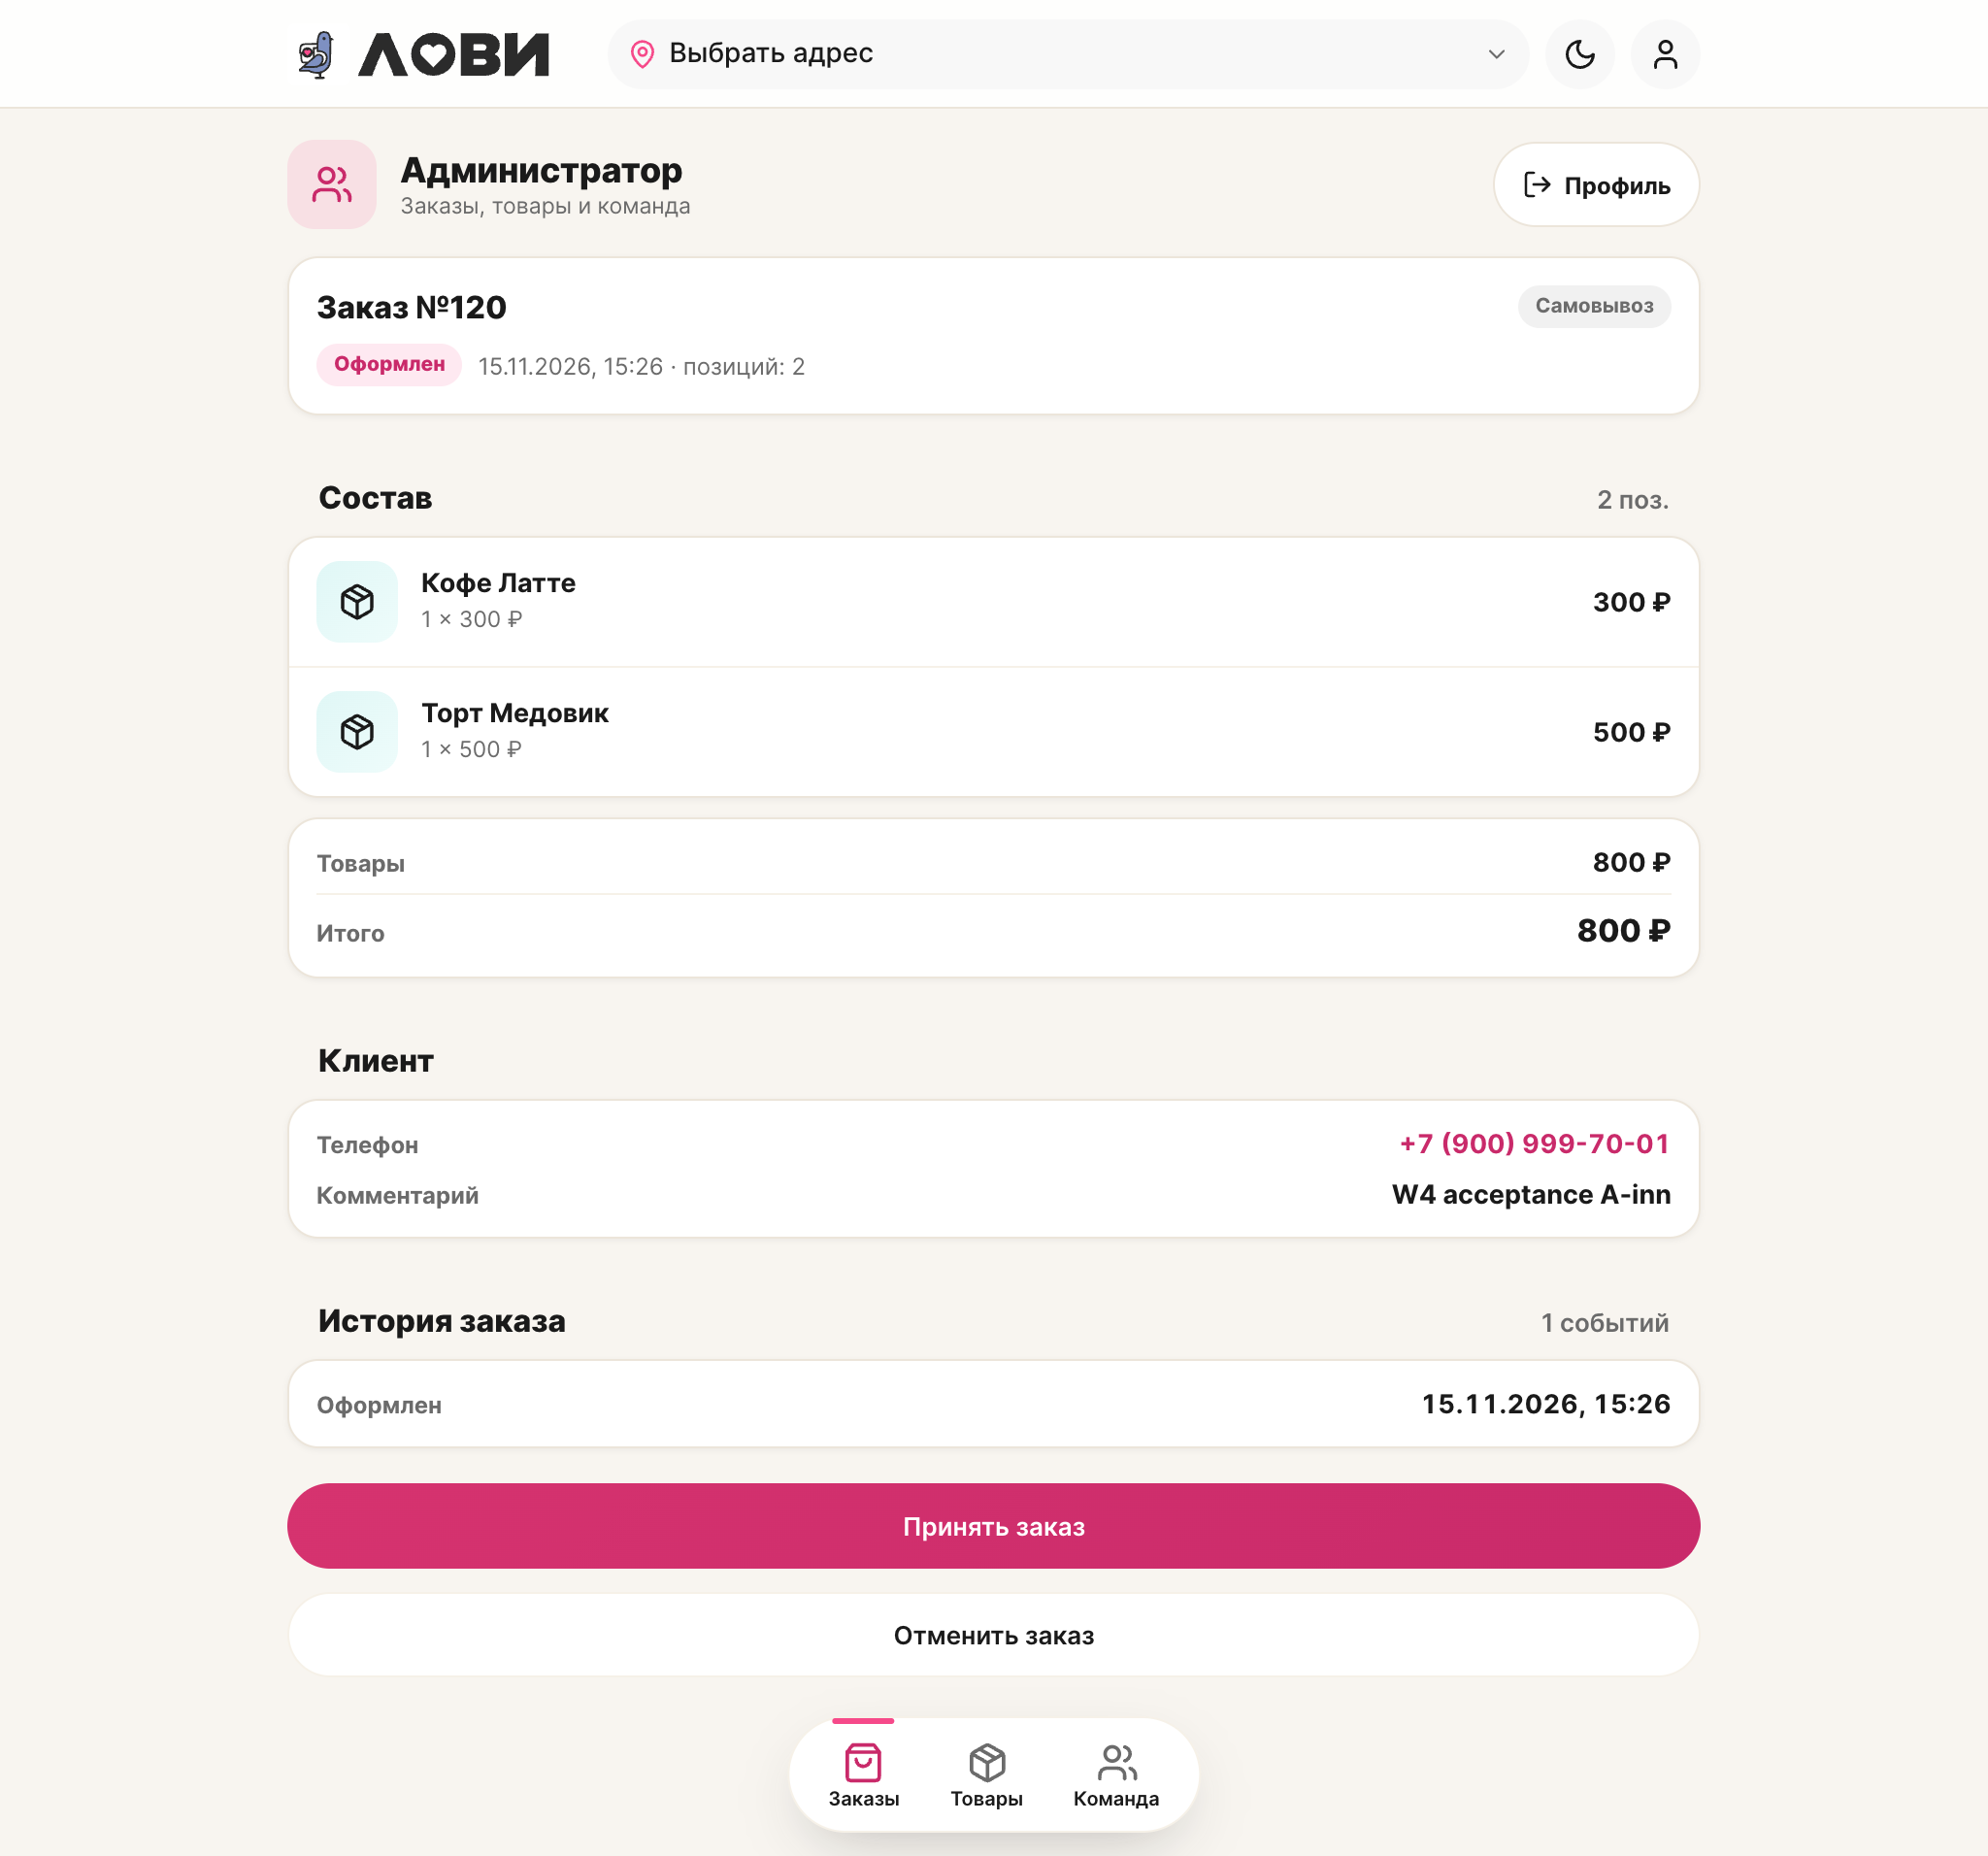 ЛОВИ
Выбрать адрес
Администратор
Заказы, товары и команда
Профиль
Заказ №120
Самовывоз
Оформлен
15.11.2026, 15:26 · позиций: 2
Состав
2 поз.
Кофе Латте
1 × 300 ₽
300 ₽
Торт Медовик
1 × 500 ₽
500 ₽
Товары
800 ₽
Итого
800 ₽
Клиент
Телефон
+7 (900) 999-70-01
Комментарий
W4 acceptance A-inn
История заказа
1 событий
Оформлен
15.11.2026, 15:26
Принять заказ
Отменить заказ
Заказы
Товары
Команда